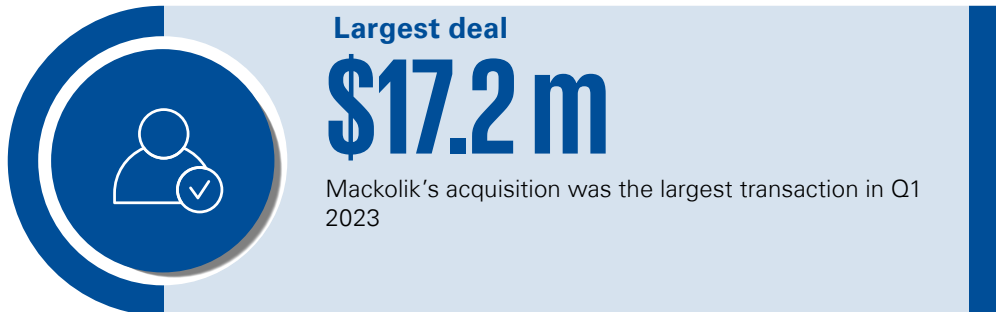 Largest deal
$17.2 m
Mackolik's acquisition was the largest transaction in Q1
2023